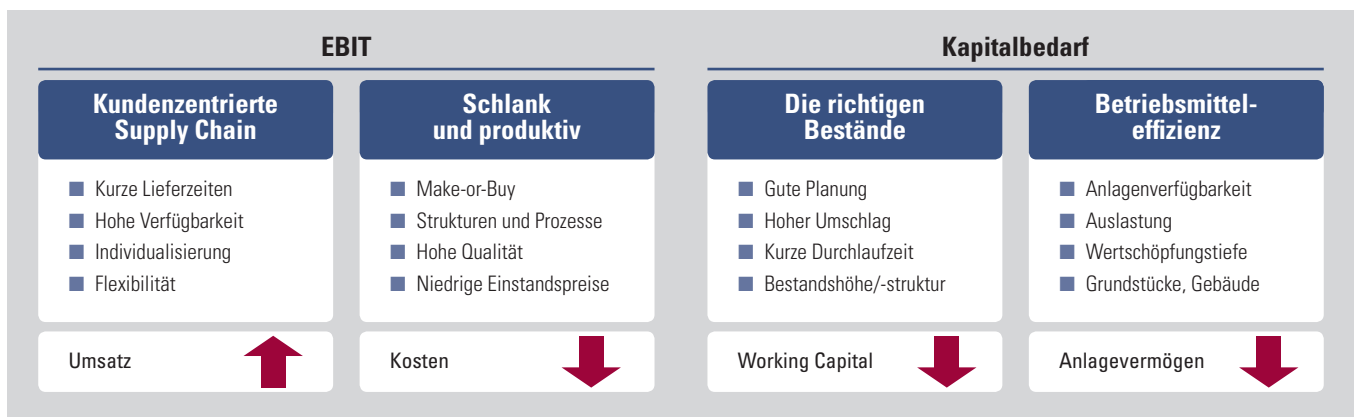 EBIT
Kundenzentrierte
Supply Chain
Kurze Lieferzeiten
Hohe Verfügbarkeit
Individualisierung
Flexibilität
Umsatz
Schlank
und produktiv
Make-or-Buy
Strukturen und Prozesse
Hohe Qualität
Niedrige Einstandspreise
Kosten
Kapitalbedarf
Die richtigen
Bestände
Gute Planung
Hoher Umschlag
Kurze Durchlaufzeit
Bestandshöhe/-struktur
Working Capital
Betriebsmittel-
effizienz
Anlagenverfügbarkeit
Auslastung
Wertschöpfungstiefe
Grundstücke, Gebäude
Anlagevermögen